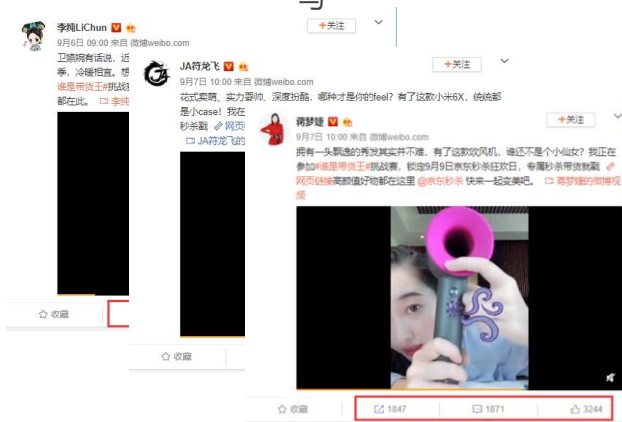 与
李纯LiChun
+关注
9月6日 09:00 来自 微博weibo.com
卫嬿婉有话说，近
季、冷暖相宜。想
谁是带货王#挑战赛
都在此。 李纯
收藏
JA符龙飞
+关注
9月7日 10:00 来自 微博weibo.com
花式卖萌、实力耍帅、深度扮酷，哪种才是你的feel？有了这款小米6X，统统都
是小case！我在
秒杀戳 网页
JA符龙飞的
收藏
蒋梦婕
+关注
9月7日 10:00 来自 微博weibo.com
拥有一头飘逸的秀发其实并不难，有了这款吹风机，谁还不是个小仙女？我正在
参加#谁是带货王#挑战赛，锁定9月9日京东秒杀狂欢日，专属秒杀带货就戳
网页链接高颜值好物都在这里 @京东秒杀 快来一起变美吧。 蒋梦婕的微博视
频
收藏
1847
1871
3244